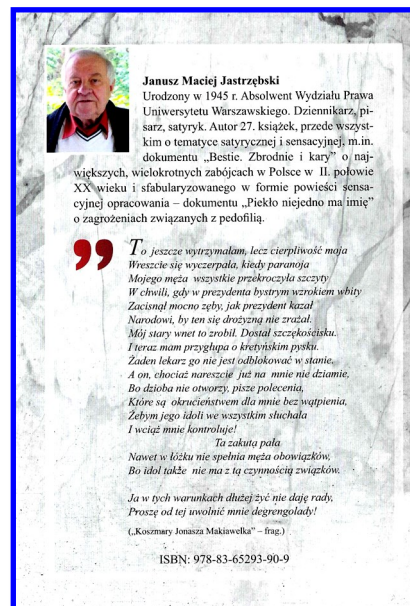 Janusz Maciej Jastrzębski
Urodzony w 1945 r. Absolwent Wydziału Prawa
Uniwersytetu Warszawskiego. Dziennikarz, pi-
sarz, satyryk. Autor 27. książek, przede wszyst-
kim o tematyce satyrycznej i sensacyjnej, m.in.
dokumentu „Bestie. Zbrodnie i kary” o naj-
większych, wielokrotnych zabójcach w Polsce w II. połowie
XX wieku i sfabularyzowanego w formie powieści sensa-
cyjnej opracowania – dokumentu „Piekło niejedno ma imię”
o zagrożeniach związanych z pedofilią.
To jeszcze wytrzymałam, lecz cierpliwość moja
Wreszcie się wyczerpała, kiedy paranoja
Mojego męża wszystkie przekroczyła szczyty
W chwili, gdy w prezydenta bystrym wzrokiem wbity
Zacisnął mocno zęby, jak prezydent kazał
Narodowi, by ten się drożyzną nie zrażał.
Mój stary wnet to zrobił. Dostał szczękościsku.
I teraz mam przygłupa o kretyńskim pysku.
Żaden lekarz go nie jest odblokować w stanie.
A on, chociaż nareszcie już na mnie nie dziamie,
Bo dzioba nie otworzy, pisze polecenia,
Które są okrucieństwem dla mnie bez wątpienia,
Żebym jego idoli we wszystkim słuchała
I wciąż mnie kontroluje!
Ta zakuta pała
Nawet w łóżku nie spełnia męża obowiązków,
Bo idol także nie ma z tą czynnością związków.
Ja w tych warunkach dłużej żyć nie daję rady,
Proszę od tej uwolnić mnie degrengolady!
(„Koszmary Jonasza Makiawelka” – frag.)
ISBN: 978-83-65293-90-9